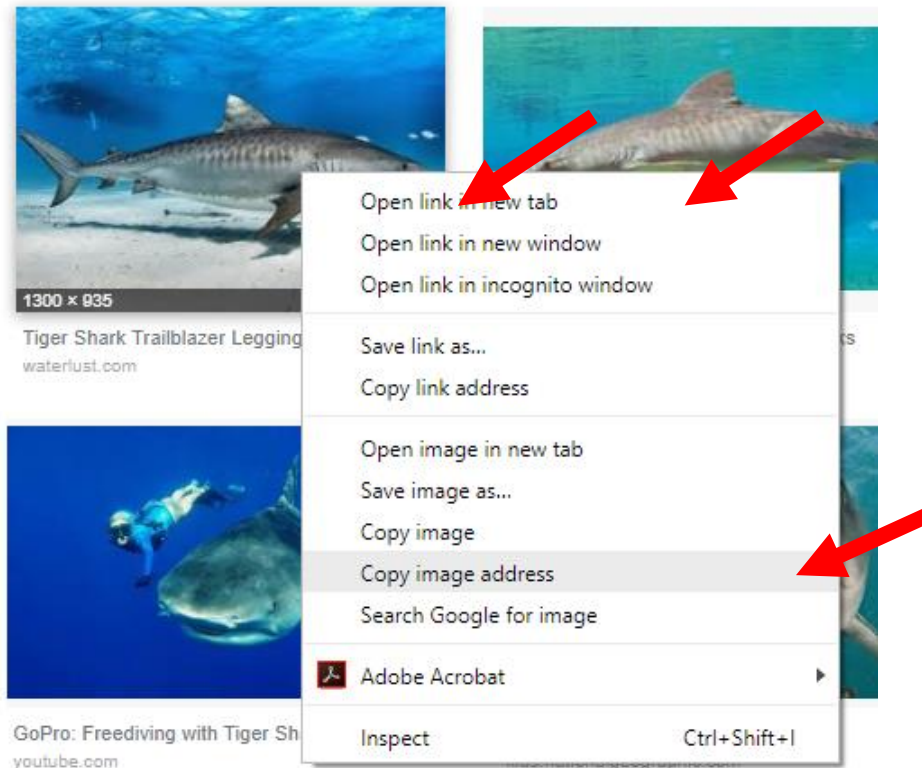 1300 × 935
Tiger Shark Trailblazer Legging
waterlust.com
Open link in new tab
Open link in new window
Open link in incognito window
Save link as...
Copy link address
Open image in new tab
Save image as...
Copy image
Copy image address
Search Google for image
Adobe Acrobat
Inspect Ctrl+Shift+I
GoPro: Freediving with Tiger Sh
youtube.com